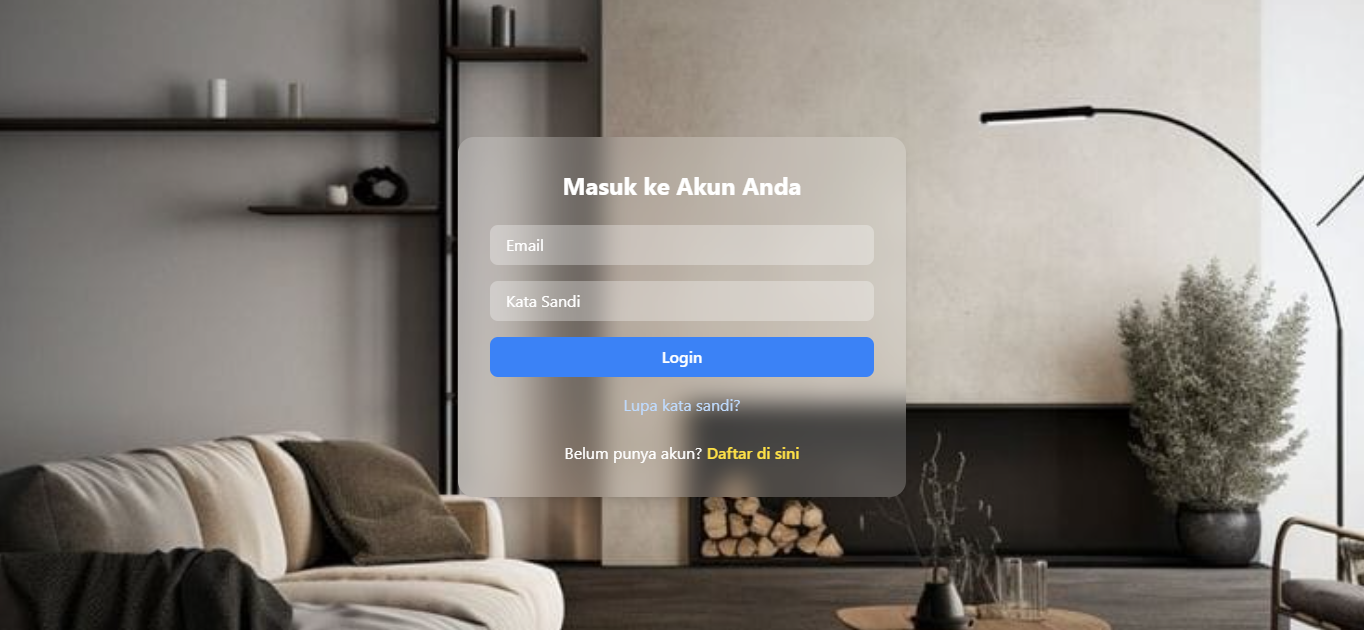 Masuk ke Akun Anda
Email
Kata Sandi
Login
Lupa kata sandi?
Belum punya akun? Daftar di sini